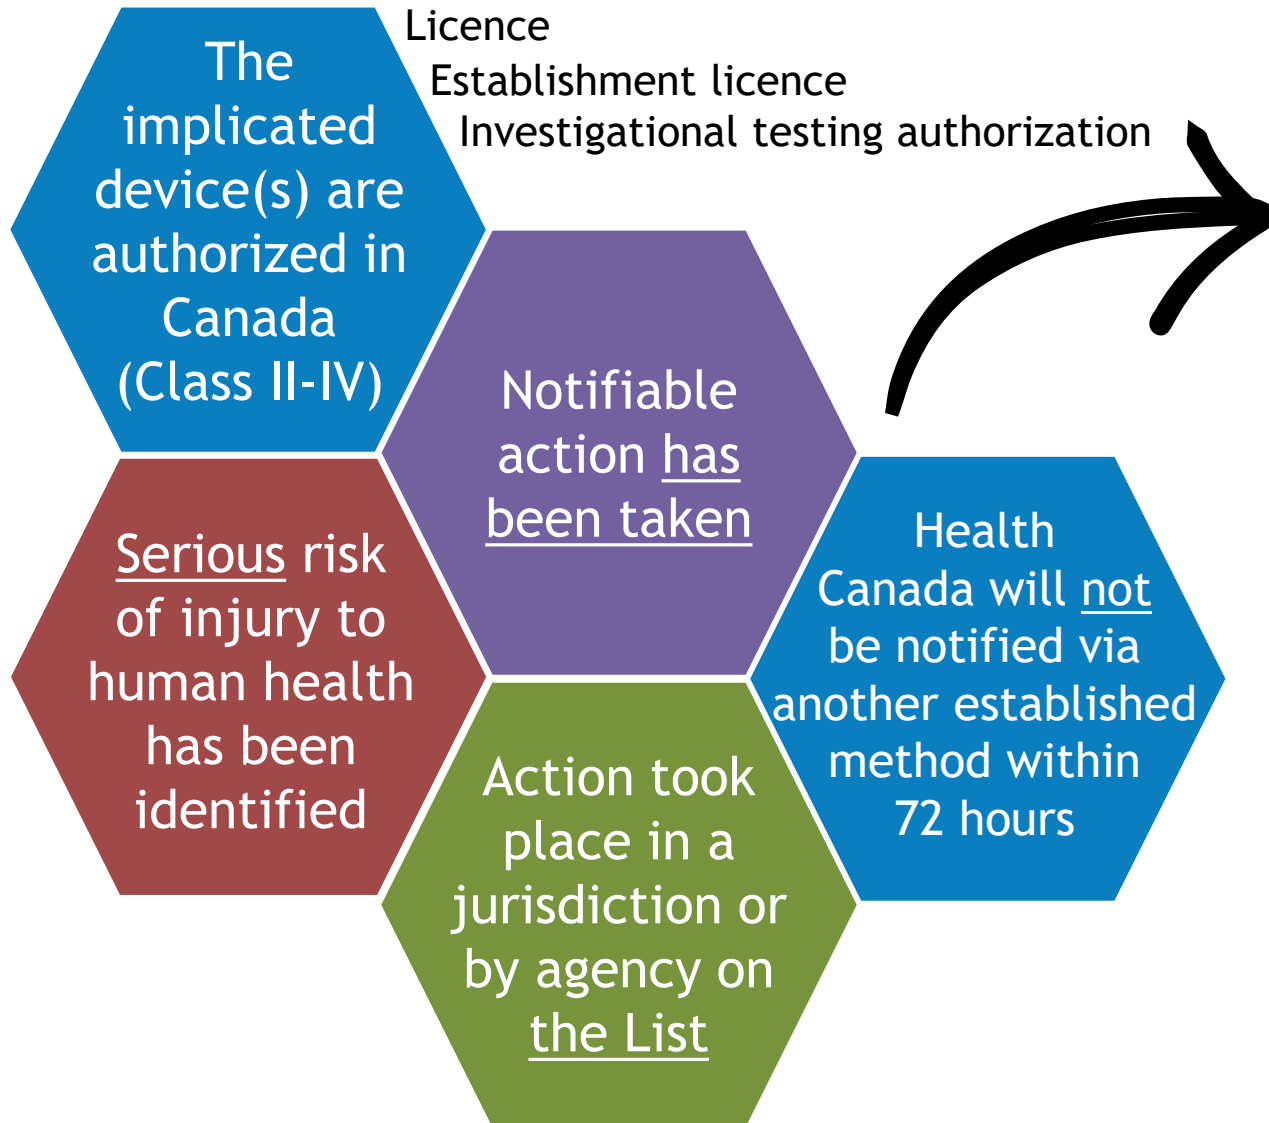 The
implicated
device(s) are
authorized in
Canada
(Class II-IV)
Licence
Establishment licence
Investigational testing authorization
Notifiable
action has
been taken
Serious risk
of injury to
human health
has been
identified
Action took
place in a
jurisdiction or
by agency on
the List
Health
Canada will not
be notified via
another established
method within
72 hours